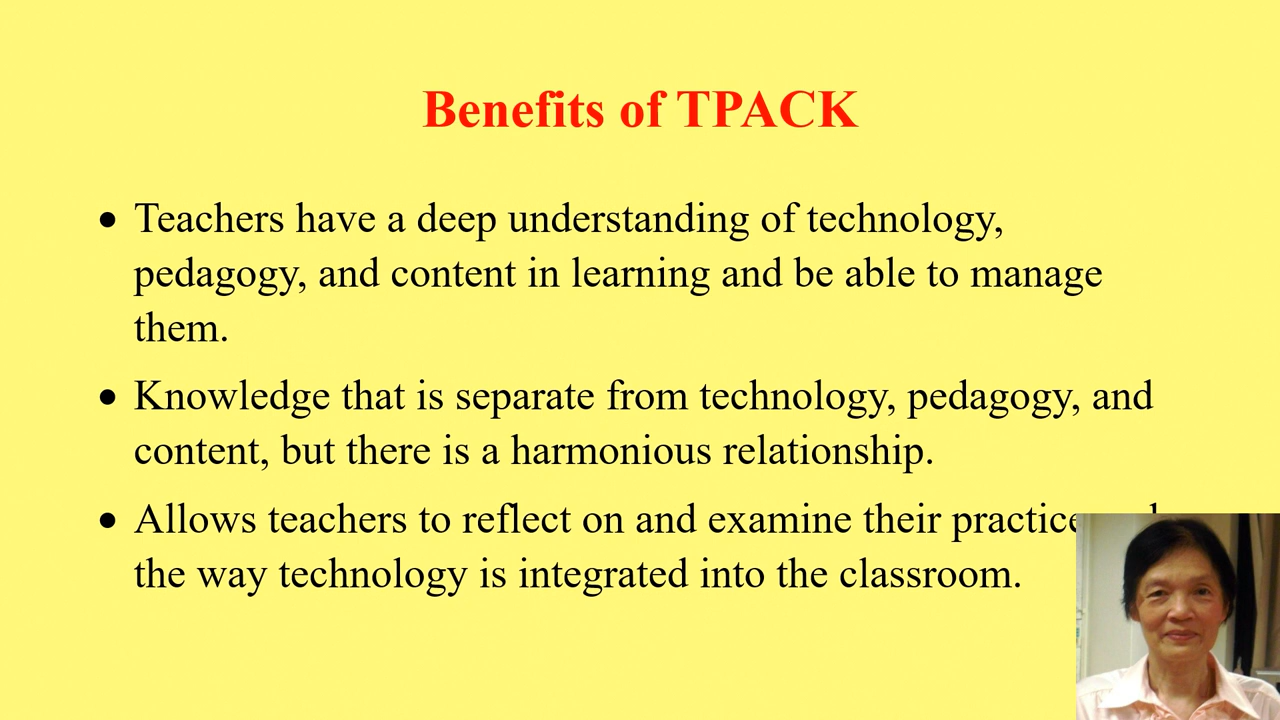 Benefits of TPACK
• Teachers have a deep understanding of technology,
pedagogy, and content in learning and be able to manage
them.
• Knowledge that is separate from technology, pedagogy, and
content, but there is a harmonious relationship.
• Allows teachers to reflect on and examine their practice
the way technology is integrated into the classroom.